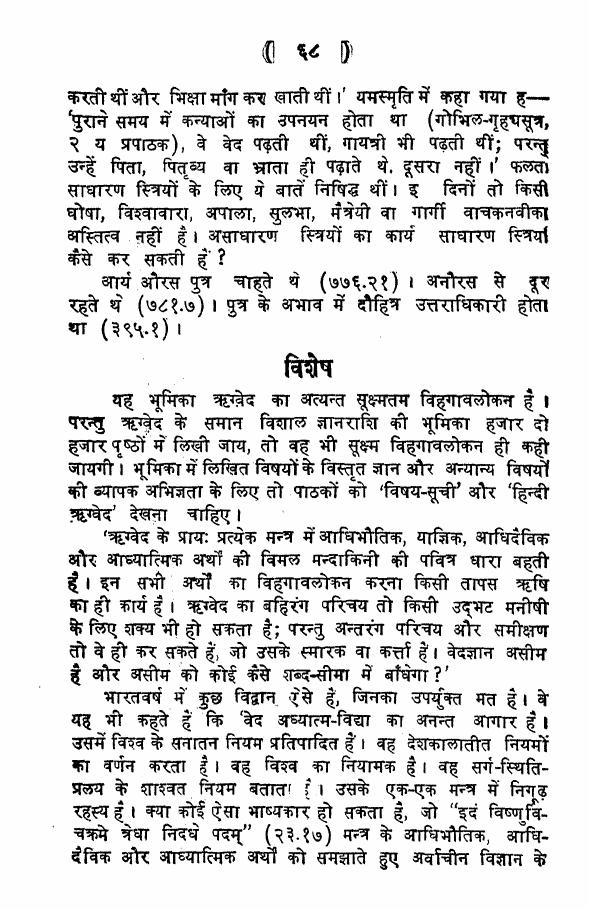 (( ६८ ))
करती थीं और भिक्षा माँग कर खाती थीं।' यमस्मृति में कहा गया ह—
'पुराने समय में कन्याओं का उपनयन होता था (गोभिल-गृहधसूत्र,
२ य प्रपाठक), वे वेद पढ़ती थीं, गायत्री भी पढ़ती थीं; परन्तु
उन्हें पिता, पितृव्य वा भ्राता ही पढ़ाते थे, दूसरा नहीं।' फलता
साधारण स्त्रियों के लिए ये बातें निषिद्ध थीं। इ दिनों तो किसी
घोषा, विश्ववारा, अपाला, सुलभा, मैत्रेयी वा गार्गी वाचकनवीका
अस्तित्व नहीं है। असाधारण स्त्रियों का कार्य साधारण स्त्रियाँ
कैसे कर सकती हैं ?
आर्य औरस पुत्र चाहते थे (७७६.२१)। अनौरस से दूर
रहते थे (७८१.७)। पुत्र के अभाव में दौहित्र उत्तराधिकारी होता
था (३९५.१)।
विशेष
यह भूमिका ऋग्वेद का अत्यन्त सूक्ष्मतम विहगावलोकन है।
परन्तु ऋग्वेद के समान विशाल ज्ञानराशि की भूमिका हजार दो
हजार पृष्ठों में लिखी जाय, तो वह भी सूक्ष्म विहगावलोकन ही कही
जायगी। भूमिका में लिखित विषयों के विस्तृत ज्ञान और अन्यान्य विषयों
की व्यापक अभिज्ञता के लिए तो पाठकों को 'विषय-सूची' और 'हिन्दी
ऋग्वेद' देखना चाहिए।
'ऋग्वेद के प्रायः प्रत्येक मन्त्र में आधिभौतिक, याज्ञिक, आधिदैविक
और आध्यात्मिक अर्थों की विमल मन्दाकिनी की पवित्र धारा बहती
है। इन सभी अर्थों का विहगावलोकन करना किसी तापस ऋषि
का ही कार्य है। ऋग्वेद का बहिरंग परिचय तो किसी उद्भट मनीषी
के लिए शक्य भी हो सकता है; परन्तु अन्तरंग परिचय और समीक्षण
तो वे ही कर सकते हैं, जो उसके स्मारक वा कर्त्ता हैं। वेदज्ञान असीम
है और असीम को कोई कैसे शब्द-सीमा में बाँधेगा ?'
भारतवर्ष में कुछ विद्वान् ऐसे हैं, जिनका उपर्युक्त मत है। वे
यह भी कहते हैं कि 'वेद अध्यात्म-विद्या का अनन्त आगार है।
उसमें विश्व के सनातन नियम प्रतिपादित हैं। वह देशकालातीत नियमों
का वर्णन करता है। वह विश्व का नियामक है। वह सर्ग-स्थिति-
प्रलय के शाश्वत नियम बताता है। उसके एक-एक मन्त्र में निगूढ़
रहस्य है। क्या कोई ऐसा भाष्यकार हो सकता है, जो "इदं विष्णुर्वि-
चक्रमे त्रेधा निदधे पदम्" (२३.१७) मन्त्र के आधिभौतिक, आधि-
दैविक और आध्यात्मिक अर्थों को समझाते हुए अर्वाचीन विज्ञान के